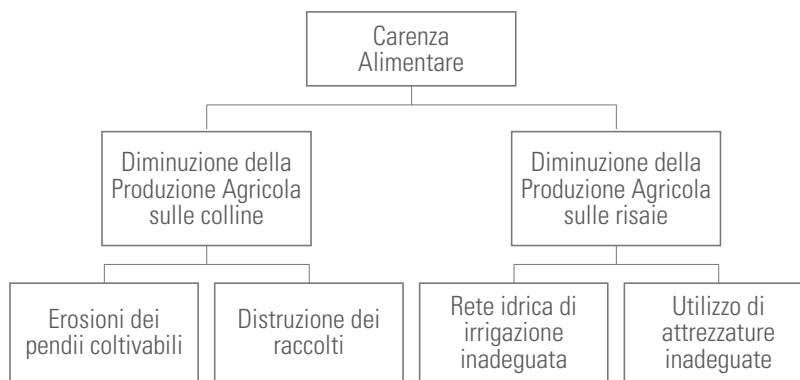 Carenza
Alimentare
Diminuzione della
Produzione Agricola
sulle colline
Diminuzione della
Produzione Agricola
sulle risaie
Erosioni dei
pendii coltivabili
Distruzione dei
raccolti
Rete idrica di
irrigazione
inadeguata
Utilizzo di
attrezzature
inadeguate